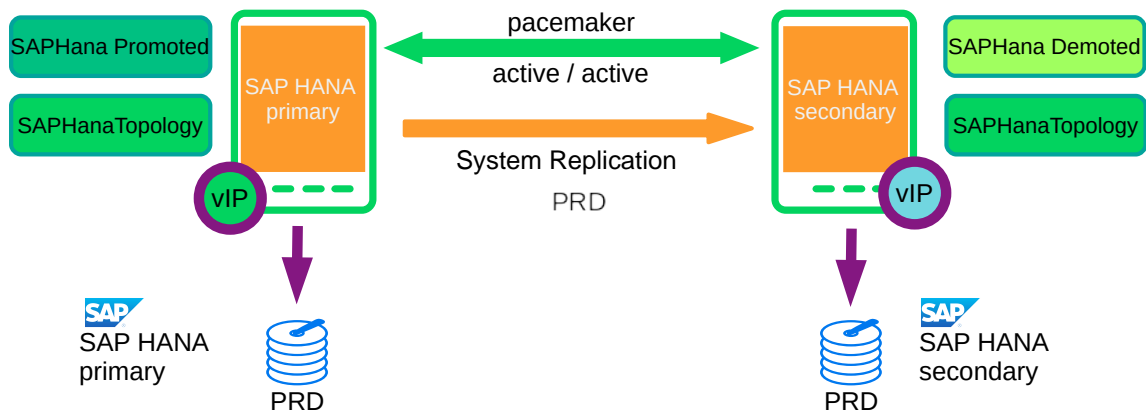 SAPHana Promoted
SAPHanaTopology
SAP HANA
primary
vIP
pacemaker
active / active
System Replication
PRD
SAP HANA
secondary
vIP
SAPHana Demoted
SAPHanaTopology
SAP
SAP HANA
primary
PRD
PRD
SAP
SAP HANA
secondary